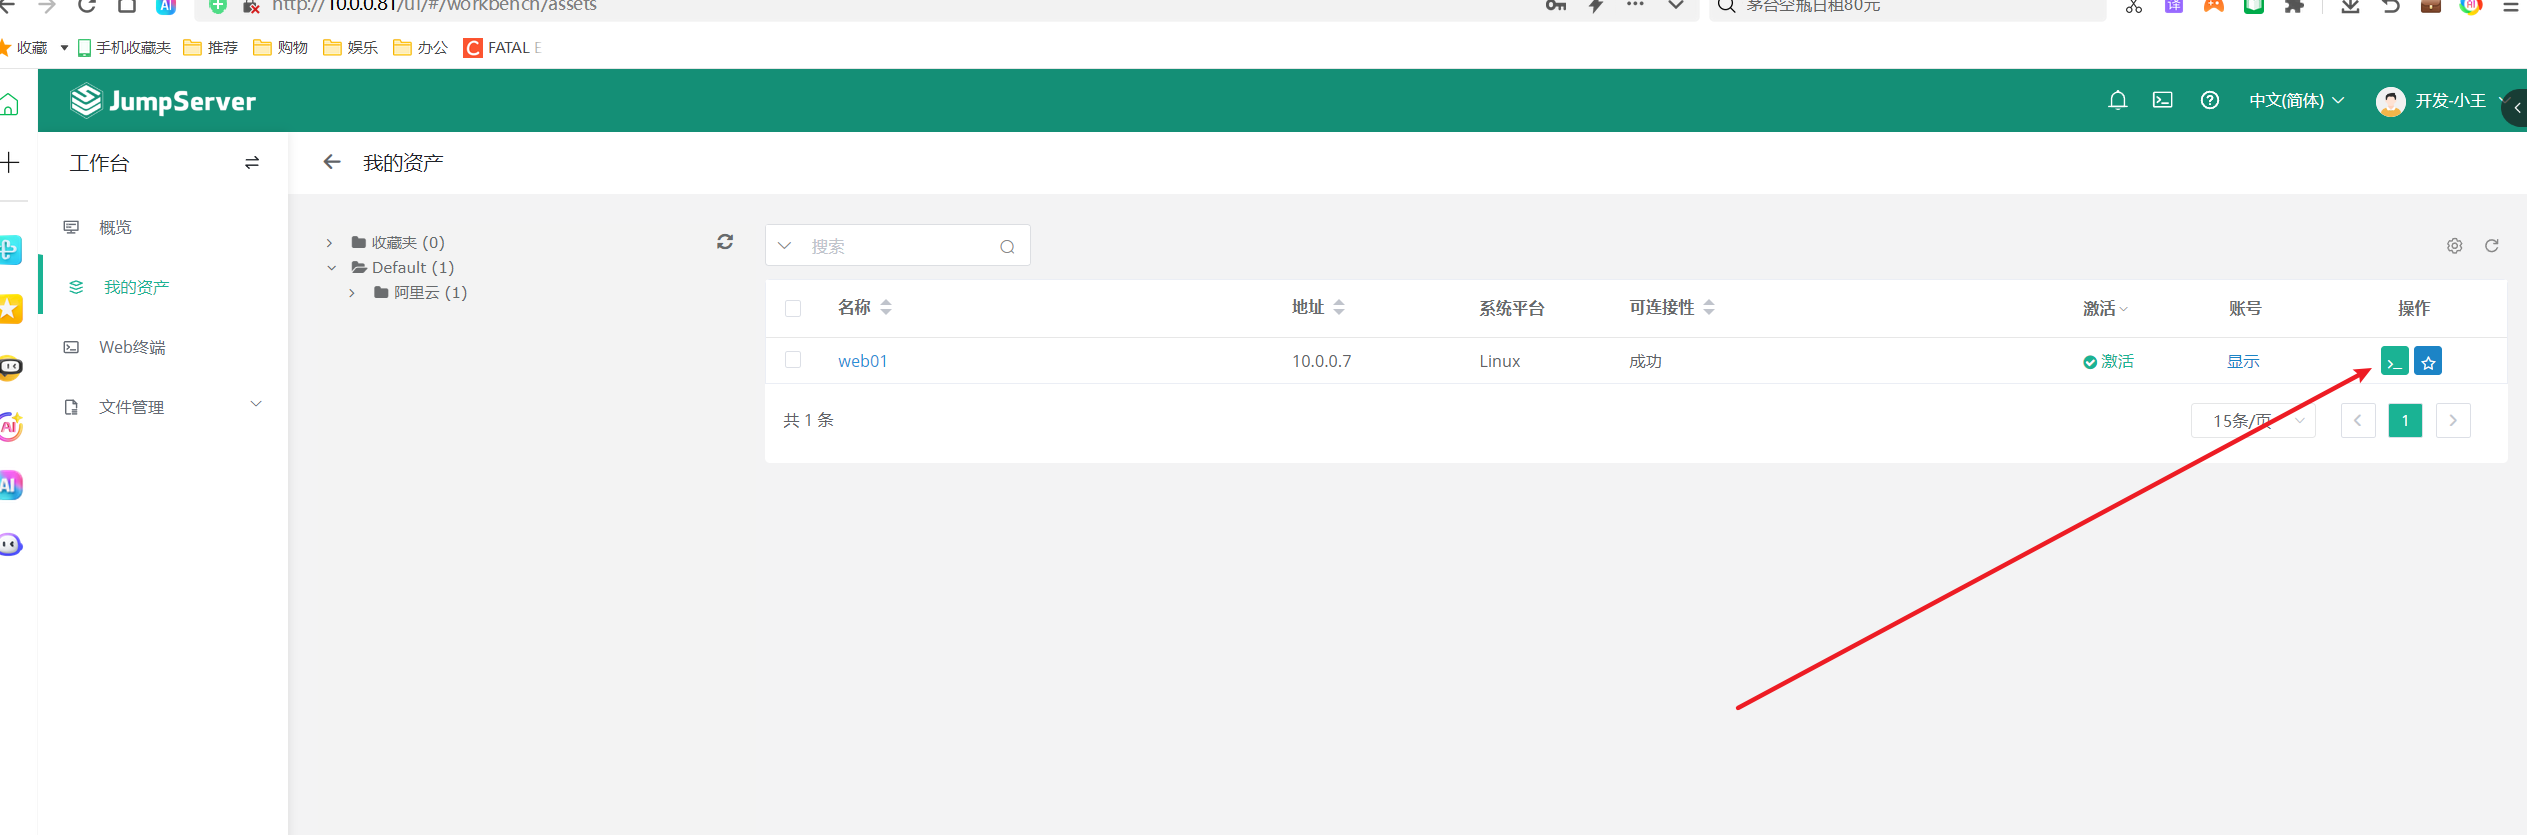 http://10.0.0.81/ui/#/workbench/assets
茅台空瓶日租80元
收藏 手机收藏夹 推荐 购物 娱乐 办公 FATAL E
JumpServer
中文(简体) 开发-小王
工作台
我的资产
概览
我的资产
Web终端
文件管理
收藏夹 (0)
Default (1)
阿里云 (1)
搜索
名称 地址 系统平台 可连接性 激活 账号 操作
web01 10.0.0.7 Linux 成功 激活 显示
共 1 条
15条/页 1